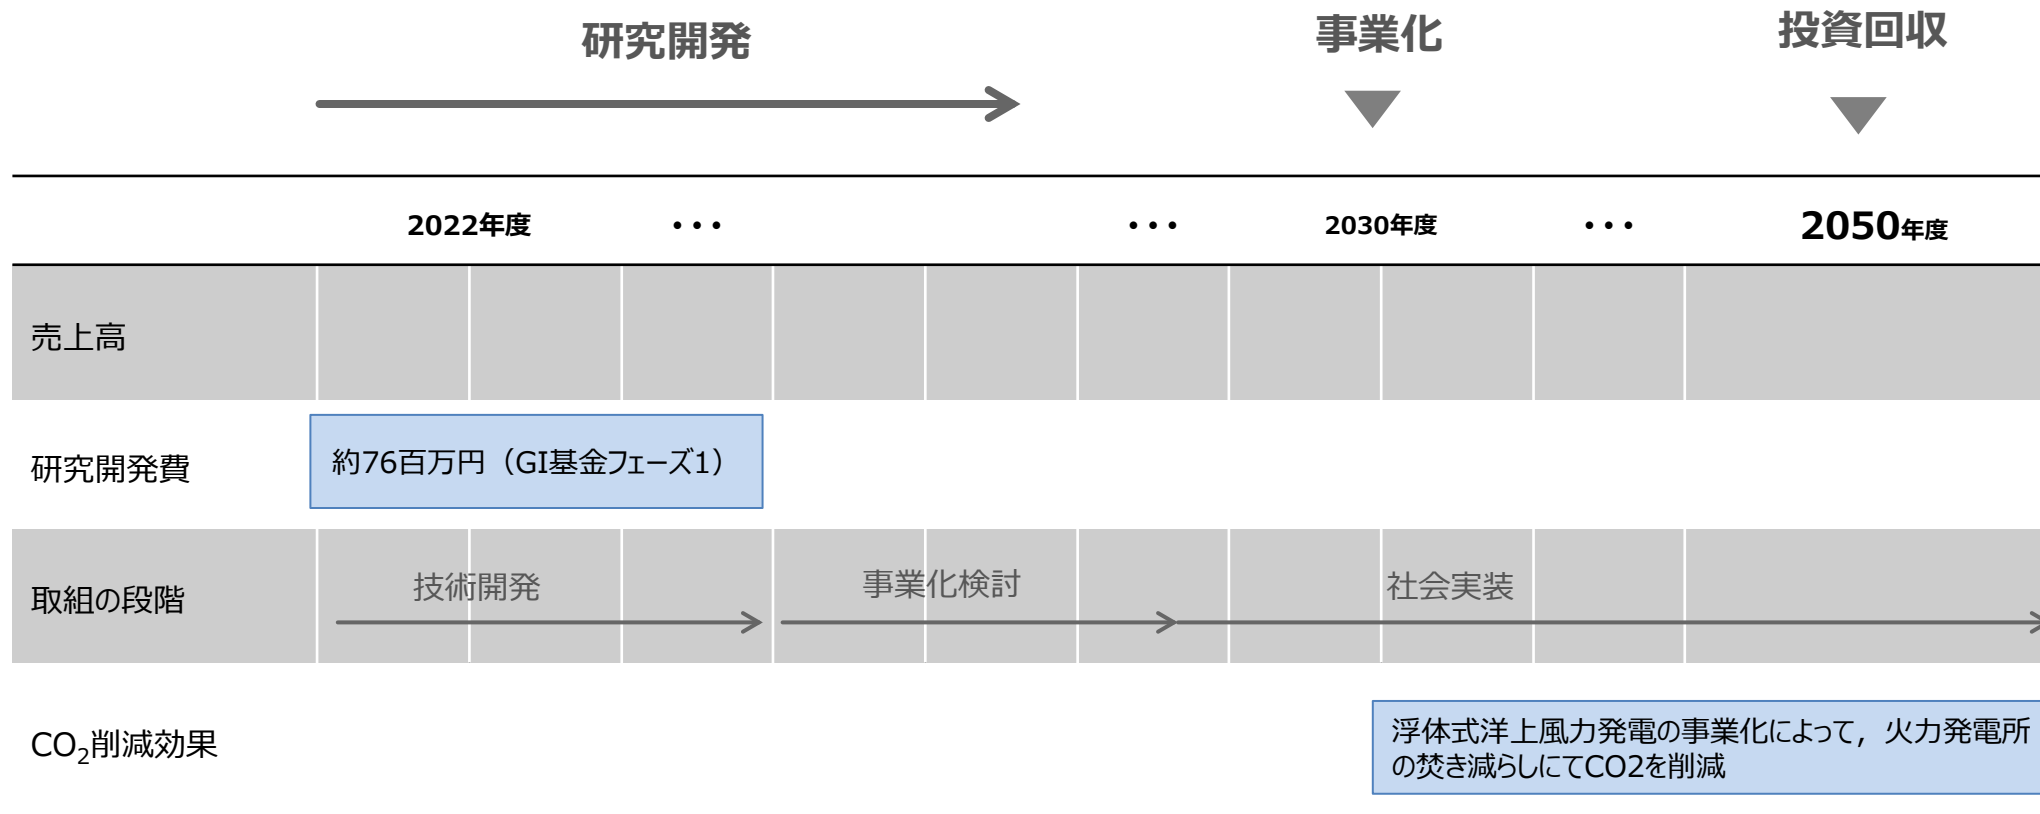 研究開発
事業化
投資回収
2022年度
・・・
・・・
2030年度
・・・
2050年度
売上高
研究開発費
約76百万円（GI基金フェーズ1）
取組の段階
技術開発
事業化検討
社会実装
CO₂削減効果
浮体式洋上風力発電の事業化によって，火力発電所
の焚き減らしにてCO2を削減